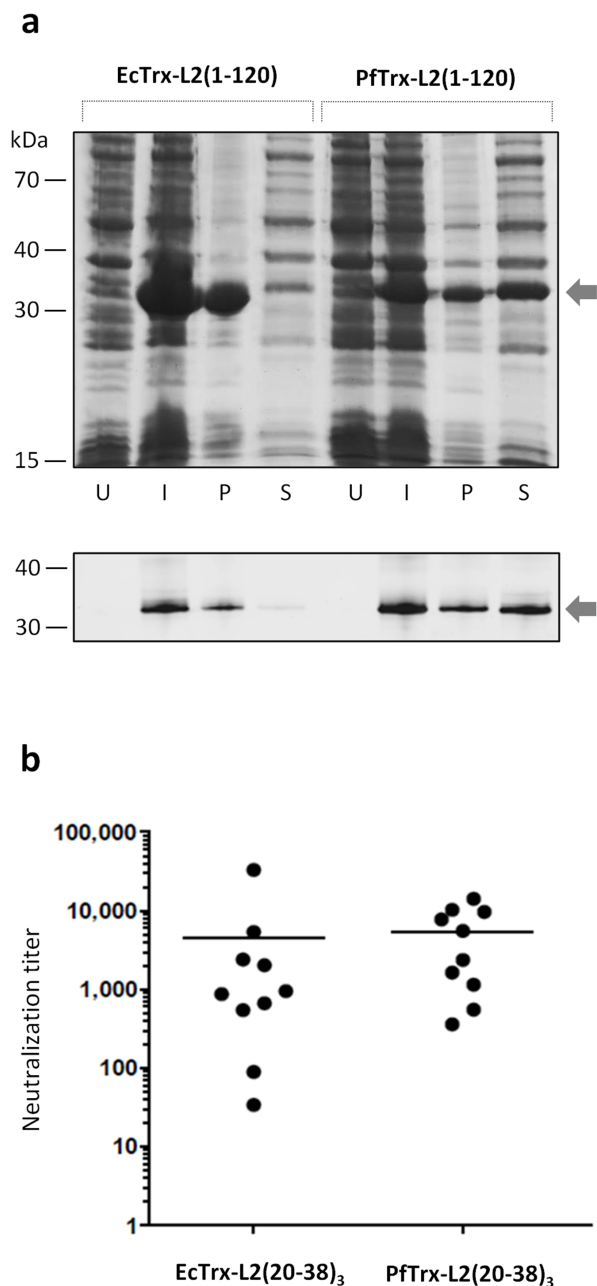 a
EcTrx-L2(1-120) PfTrx-L2(1-120)
kDa
70
40
30
15
U I P S U I P S
40
30
b
100,000
10,000
1,000
100
10
1
Neutralization titer
EcTrx-L2(20-38)₃ PfTrx-L2(20-38)₃